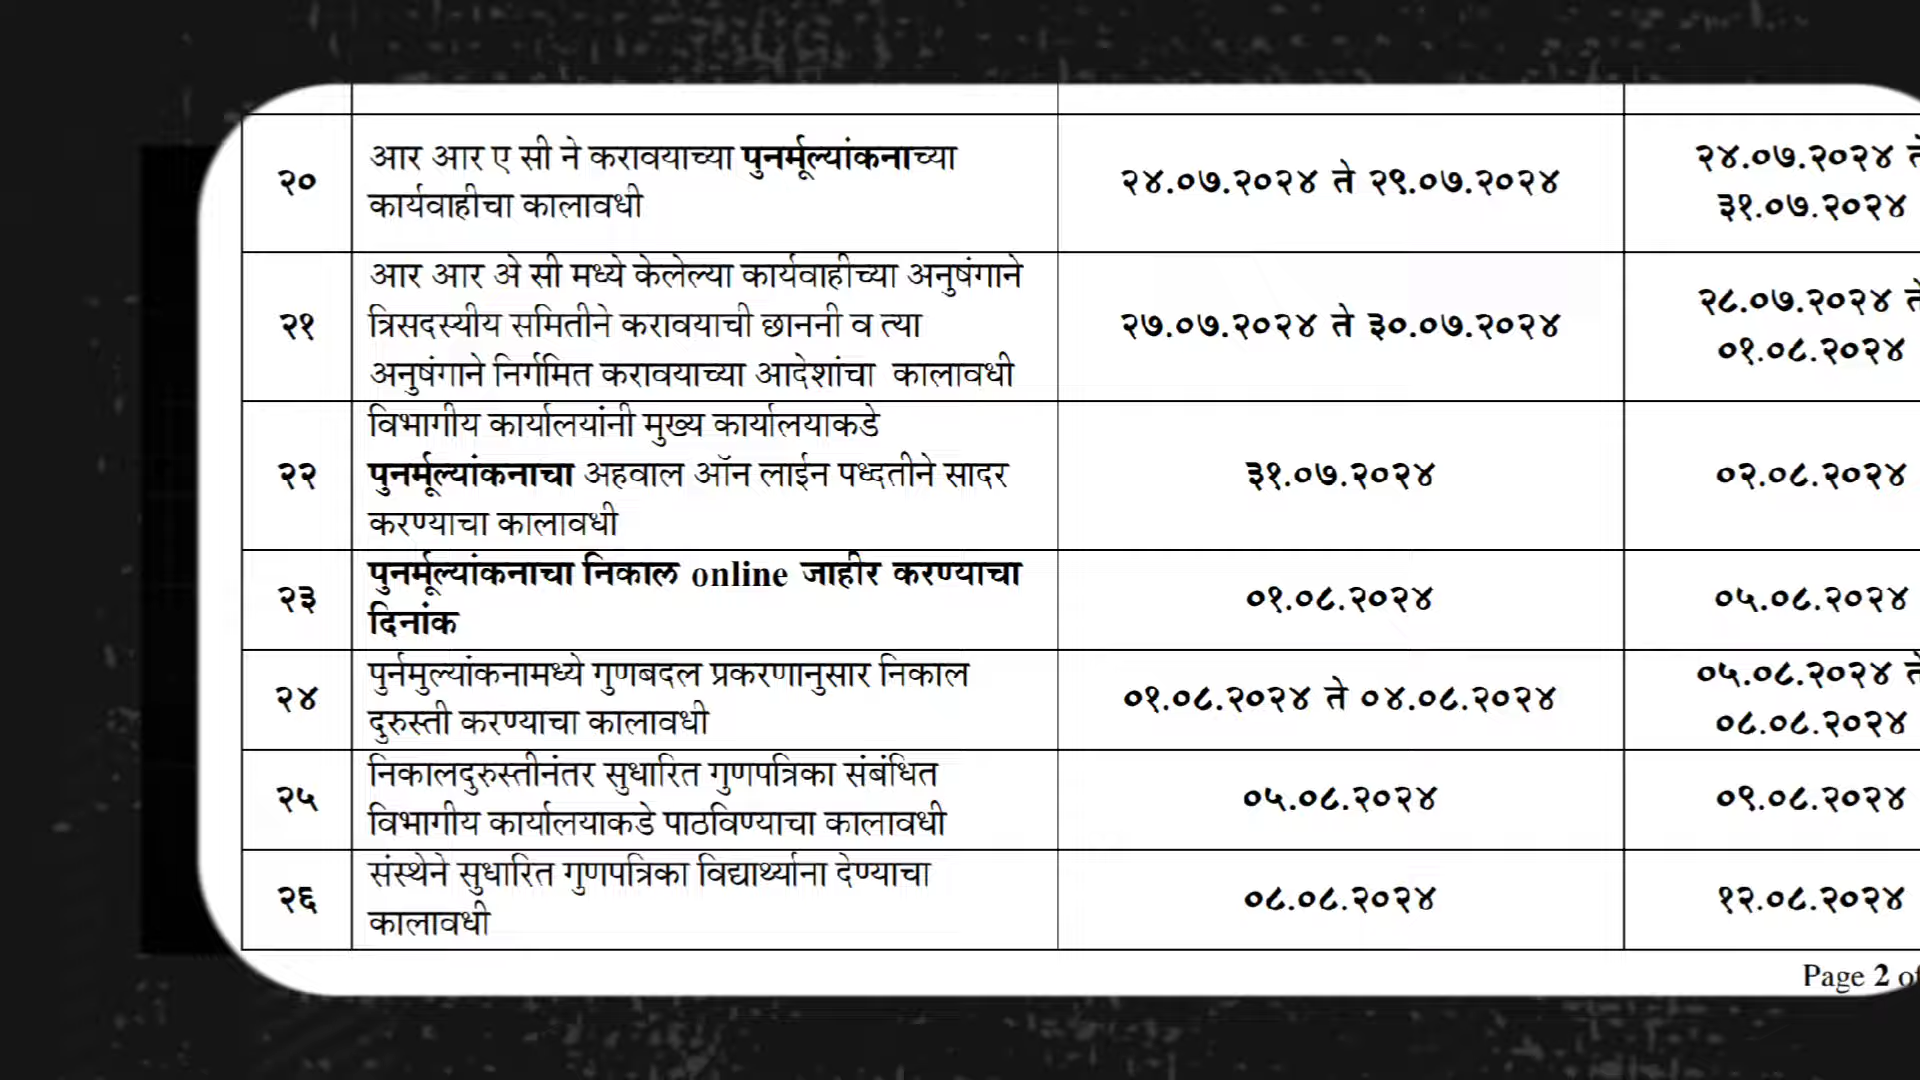 २० आर आर ए सी ने करावयाच्या पुनर्मूल्यांकनाच्या कार्यवाहीचा कालावधी २४.०७.२०२४ ते २९.०७.२०२४ २४.०७.२०२४ ते ३१.०७.२०२४
२१ आर आर अे सी मध्ये केलेल्या कार्यवाहीच्या अनुषंगाने त्रिसदस्यीय समितीने करावयाची छाननी व त्या अनुषंगाने निर्गमित करावयाच्या आदेशांचा कालावधी २७.०७.२०२४ ते ३०.०७.२०२४ २८.०७.२०२४ ते ०१.०८.२०२४
२२ विभागीय कार्यालयांनी मुख्य कार्यालयाकडे पुनर्मूल्यांकनाचा अहवाल ऑन लाईन पध्दतीने सादर करण्याचा कालावधी ३१.०७.२०२४ ०२.०८.२०२४
२३ पुनर्मूल्यांकनाचा निकाल online जाहीर करण्याचा दिनांक ०१.०८.२०२४ ०५.०८.२०२४
२४ पुर्नमुल्यांकनामध्ये गुणबदल प्रकरणानुसार निकाल दुरुस्ती करण्याचा कालावधी ०१.०८.२०२४ ते ०४.०८.२०२४ ०५.०८.२०२४ ते ०८.०८.२०२४
२५ निकालदुरुस्तीनंतर सुधारित गुणपत्रिका संबंधित विभागीय कार्यालयाकडे पाठविण्याचा कालावधी ०५.०८.२०२४ ०९.०८.२०२४
२६ संस्थेने सुधारित गुणपत्रिका विद्यार्थ्याना देण्याचा कालावधी ०८.०८.२०२४ १२.०८.२०२४
Page 2 of